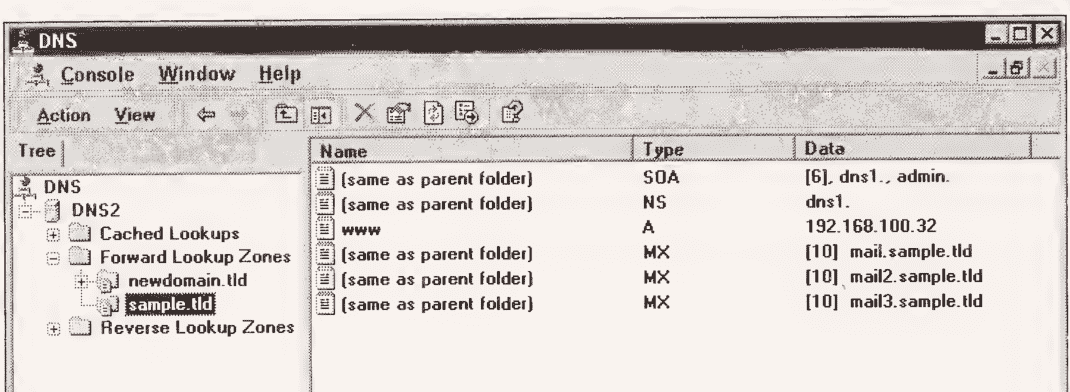 DNS
Console Window Help
Action View
Tree
Name Type Data
DNS
DNS2
Cached Lookups
Forward Lookup Zones
newdomain.tld
sample.tld
Reverse Lookup Zones
(same as parent folder) SOA [6], dns1., admin.
(same as parent folder) NS dns1.
www A 192.168.100.32
(same as parent folder) MX [10] mail.sample.tld
(same as parent folder) MX [10] mail2.sample.tld
(same as parent folder) MX [10] mail3.sample.tld